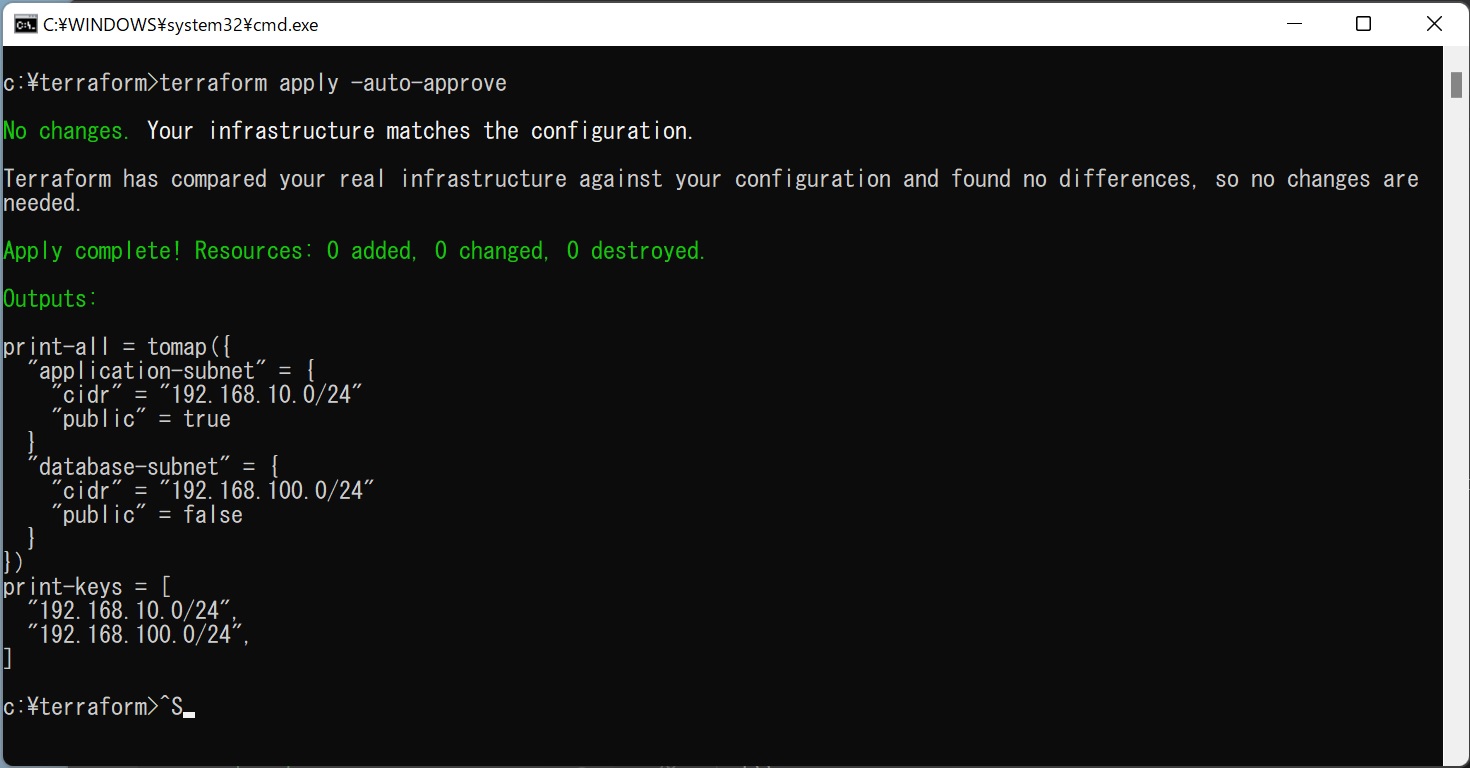 C:¥WINDOWS¥system32¥cmd.exe
c:¥terraform>terraform apply -auto-approve
No changes. Your infrastructure matches the configuration.
Terraform has compared your real infrastructure against your configuration and found no differences, so no changes are
needed.
Apply complete! Resources: 0 added, 0 changed, 0 destroyed.
Outputs:
print-all = tomap({
  "application-subnet" = {
    "cidr" = "192.168.10.0/24"
    "public" = true
  }
  "database-subnet" = {
    "cidr" = "192.168.100.0/24"
    "public" = false
  }
})
print-keys = [
  "192.168.10.0/24",
  "192.168.100.0/24",
]
c:¥terraform>^S